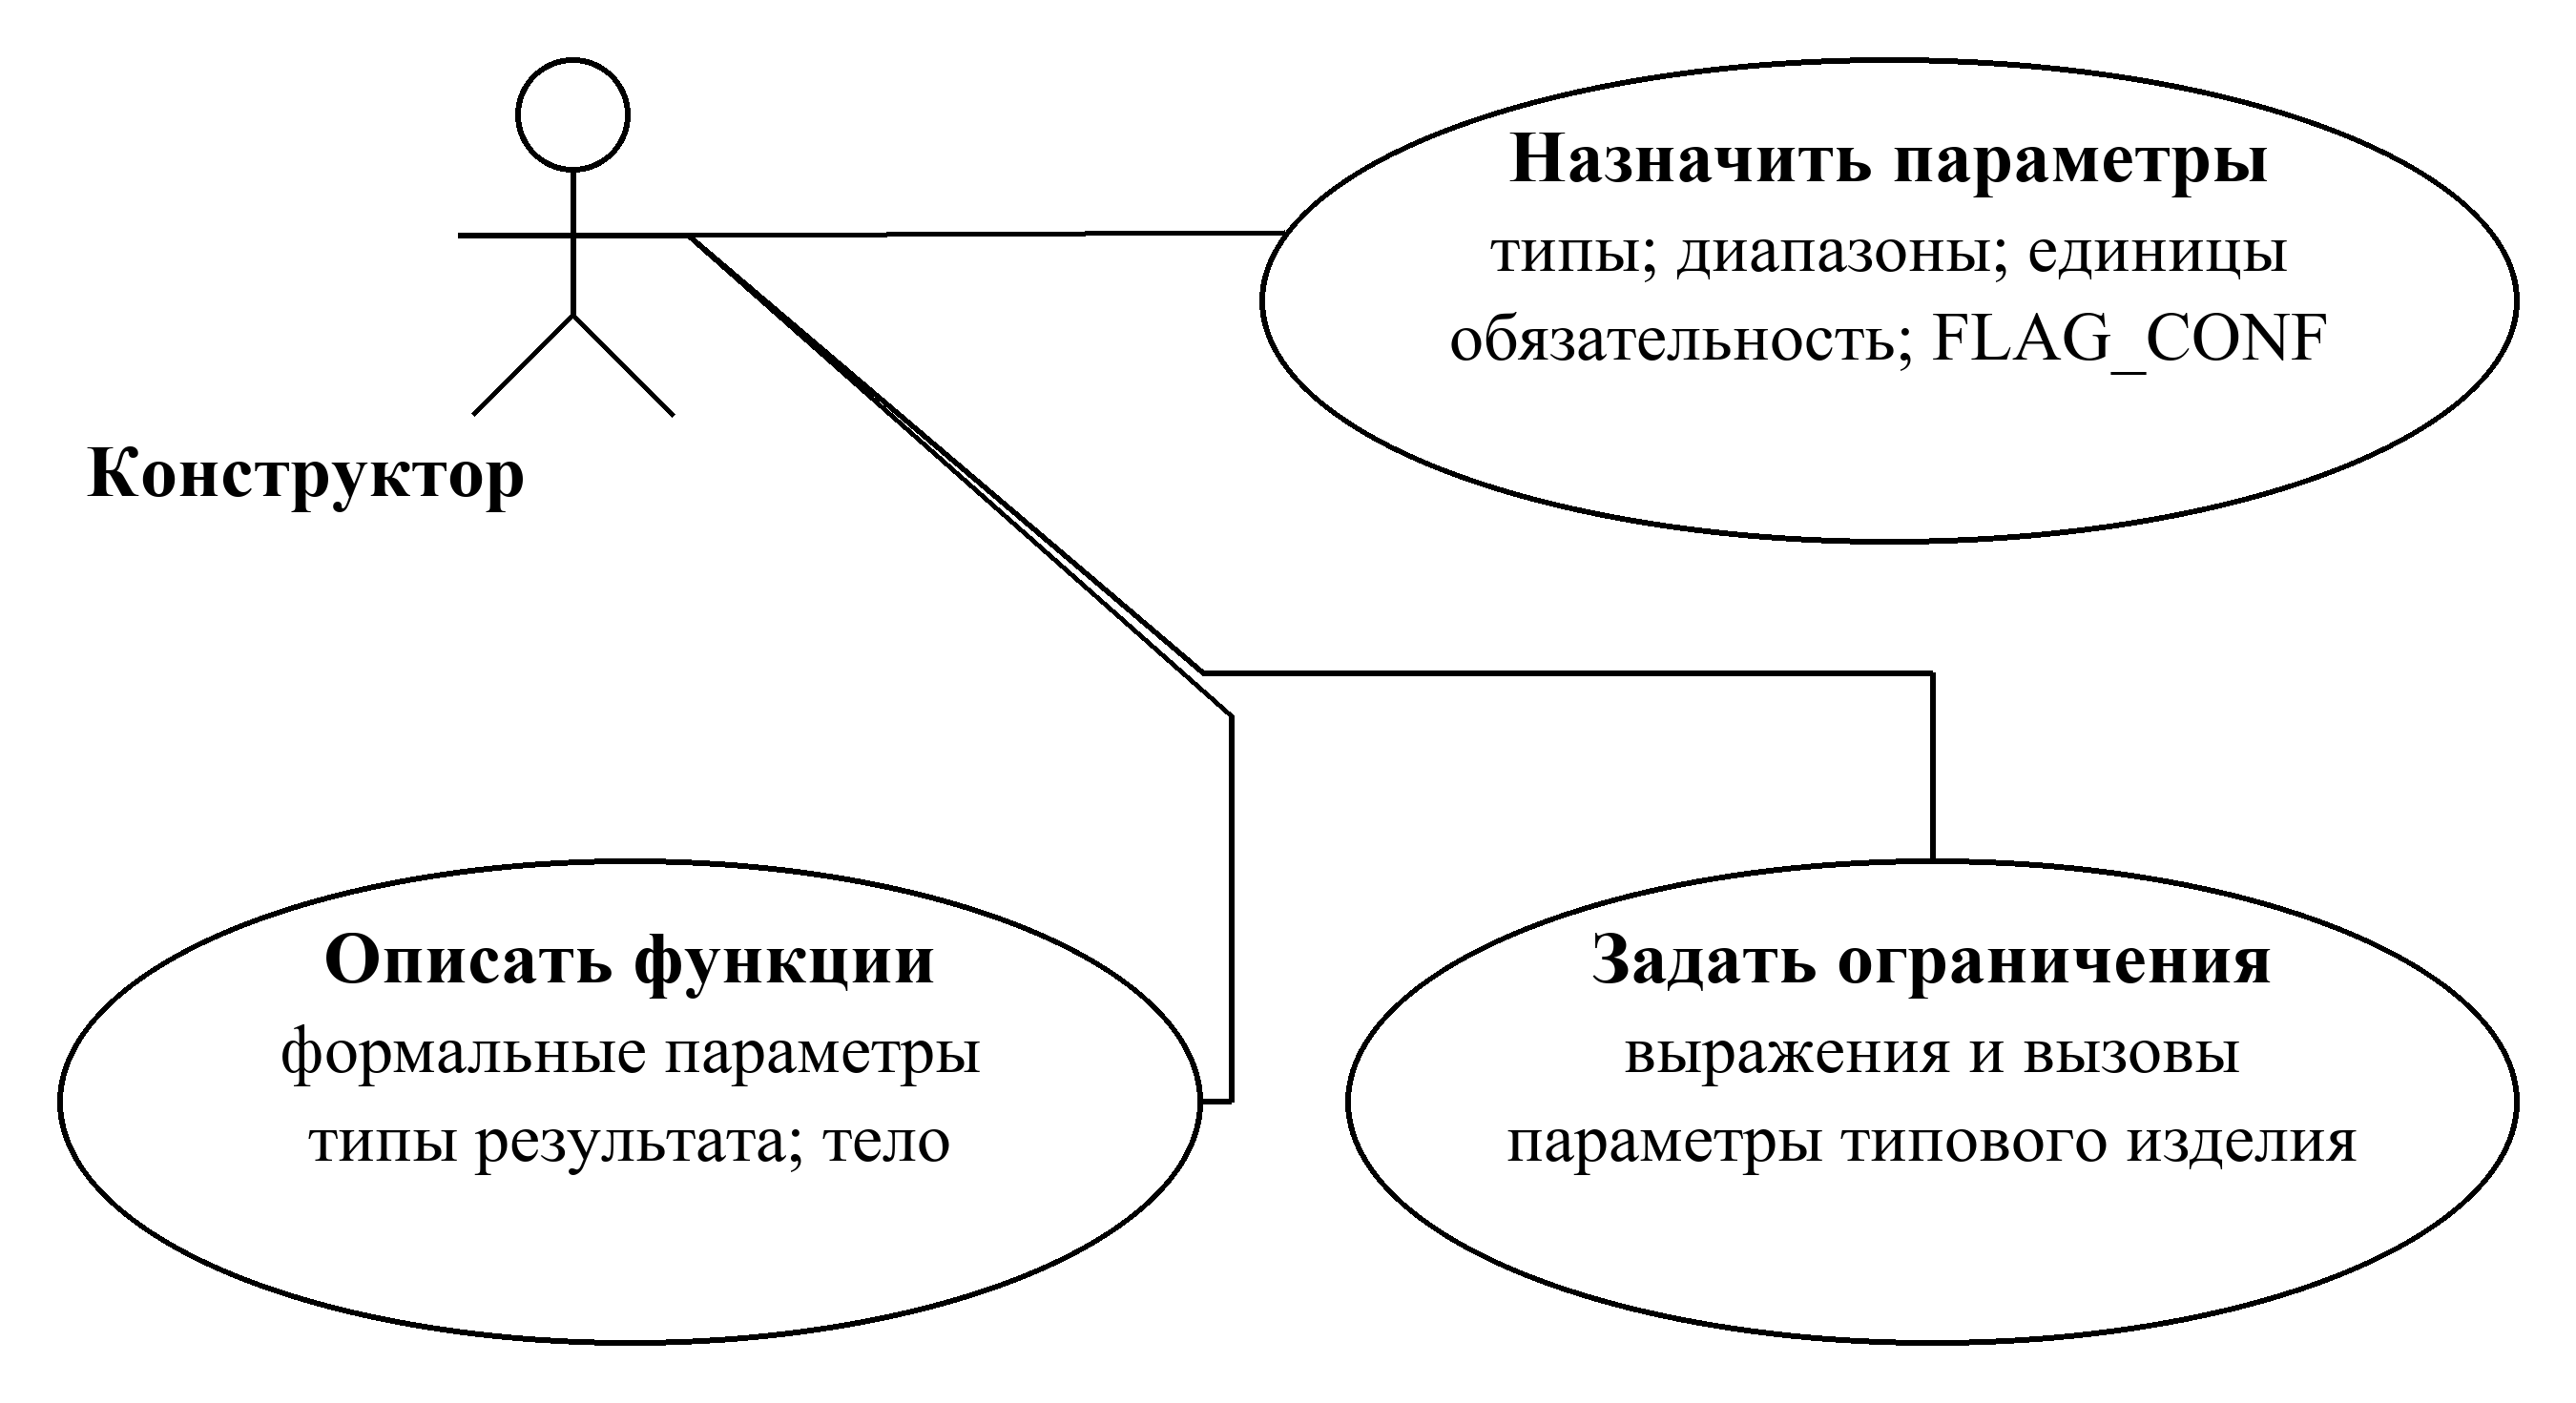 Назначить параметры
типы; диапазоны; единицы
обязательность; FLAG_CONF
Конструктор
Описать функции
формальные параметры
типы результата; тело
Задать ограничения
выражения и вызовы
параметры типового изделия